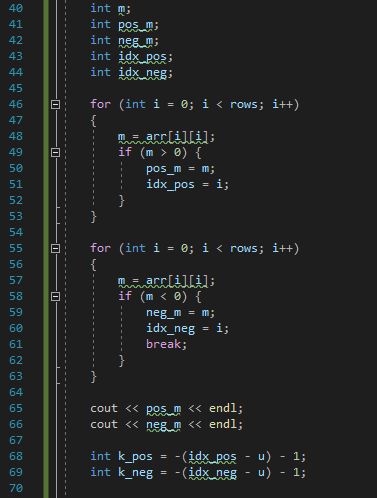 40 int m;
41 int pos_m;
42 int neg_m;
43 int idx_pos;
44 int idx_neg;
45
46 for (int i = 0; i < rows; i++)
47 {
48 m = arr[i][i];
49 if (m > 0) {
50 pos_m = m;
51 idx_pos = i;
52 }
53 }
54
55 for (int i = 0; i < rows; i++)
56 {
57 m = arr[i][i];
58 if (m < 0) {
59 neg_m = m;
60 idx_neg = i;
61 break;
62 }
63 }
64
65 cout << pos_m << endl;
66 cout << neg_m << endl;
67
68 int k_pos = -(idx_pos - u) - 1;
69 int k_neg = -(idx_neg - u) - 1;
70